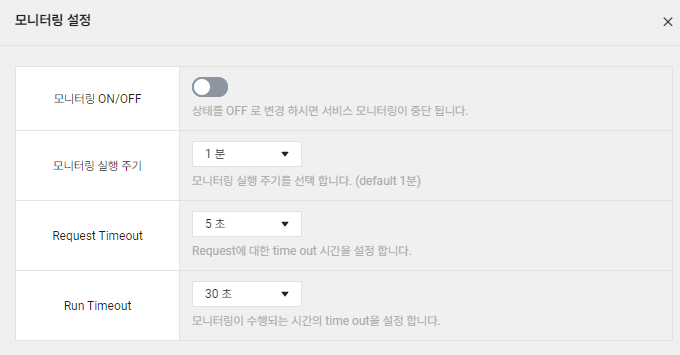 모니터링 설정
모니터링 ON/OFF
상태를 OFF 로 변경 하시면 서비스 모니터링이 중단 됩니다.
모니터링 실행 주기
1 분
모니터링 실행 주기를 선택 합니다. (default 1분)
Request Timeout
5 초
Request에 대한 time out 시간을 설정 합니다.
Run Timeout
30 초
모니터링이 수행되는 시간의 time out을 설정 합니다.